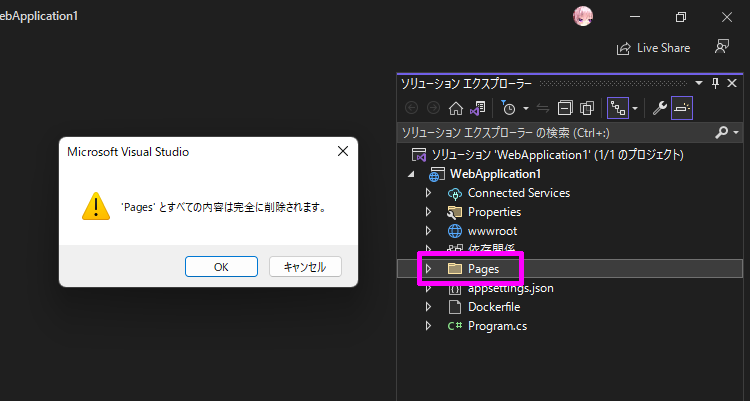 ebApplication1
Live Share
ソリューション エクスプローラー
ソリューション エクスプローラー の検索 (Ctrl+:)
ソリューション 'WebApplication1' (1/1 のプロジェクト)
WebApplication1
Connected Services
Properties
wwwroot
依存関係
Pages
appsettings.json
Dockerfile
C# Program.cs
Microsoft Visual Studio
'Pages' とすべての内容は完全に削除されます。
OK
キャンセル